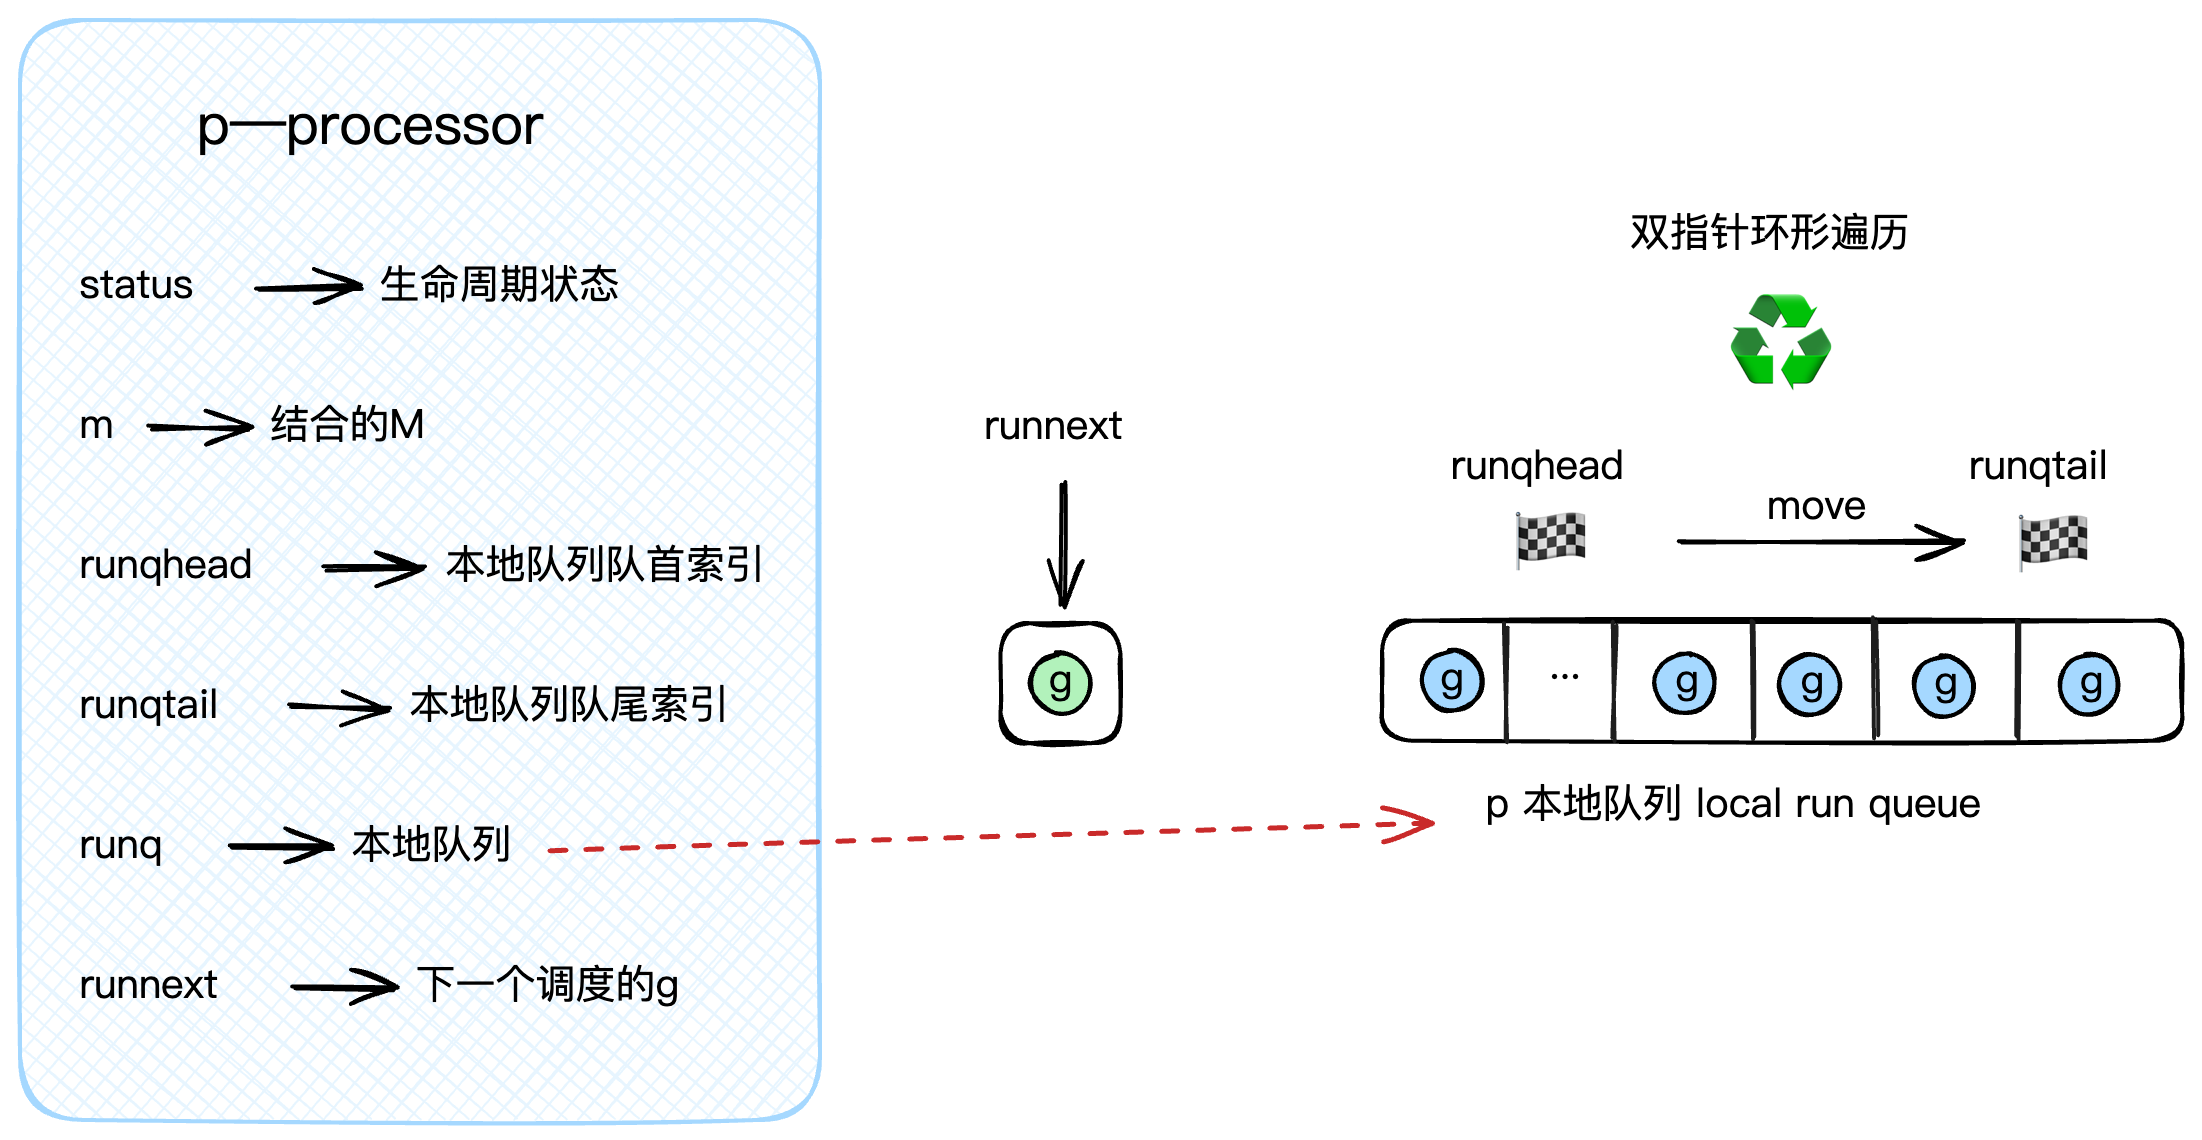 p—processor
status 生命周期状态
m 结合的M
runqhead 本地队列队首索引
runqtail 本地队列队尾索引
runq 本地队列
runnext 下一个调度的g
runnext
g
双指针环形遍历
runqhead move runqtail
g ... g g g g
p 本地队列 local run queue